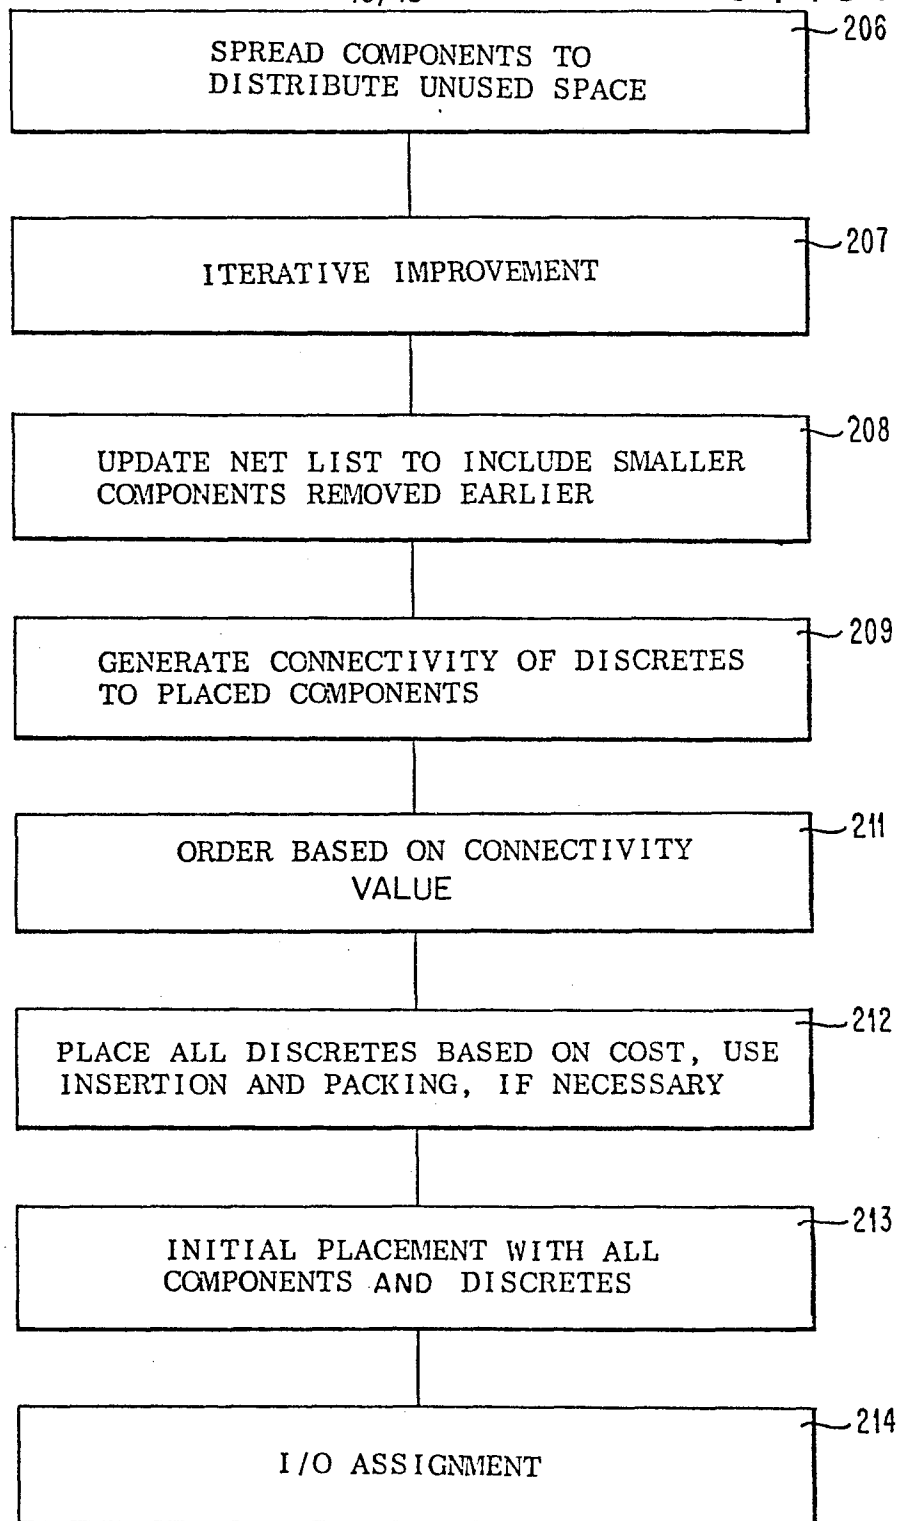 206
SPREAD COMPONENTS TO
DISTRIBUTE UNUSED SPACE
207
ITERATIVE IMPROVEMENT
208
UPDATE NET LIST TO INCLUDE SMALLER
COMPONENTS REMOVED EARLIER
209
GENERATE CONNECTIVITY OF DISCRETES
TO PLACED COMPONENTS
211
ORDER BASED ON CONNECTIVITY
VALUE
212
PLACE ALL DISCRETES BASED ON COST, USE
INSERTION AND PACKING, IF NECESSARY
213
INITIAL PLACEMENT WITH ALL
COMPONENTS AND DISCRETES
214
I/O ASSIGNMENT